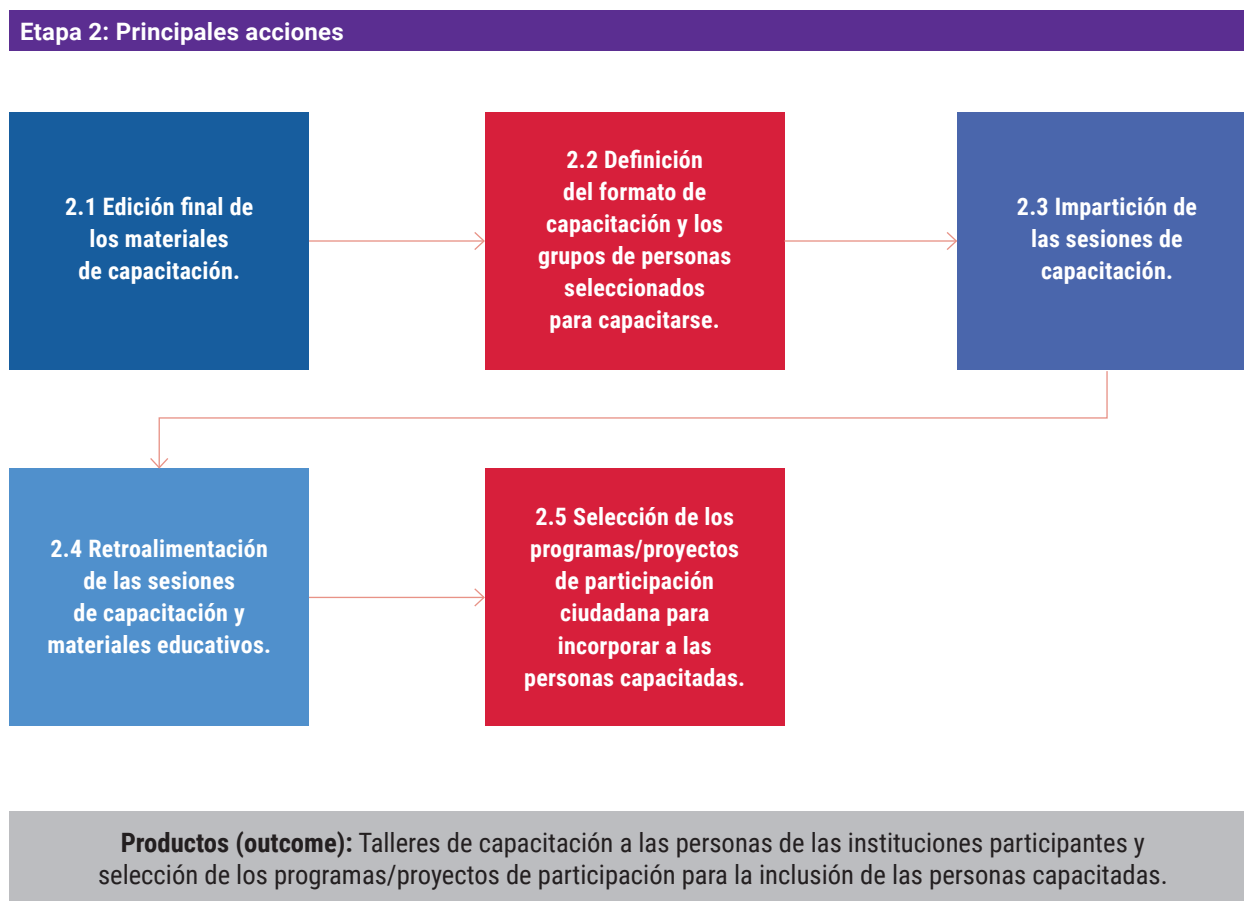 Etapa 2: Principales acciones
2.1 Edición final de
los materiales
de capacitación.
2.2 Definición
del formato de
capacitación y los
grupos de personas
seleccionados
para capacitarse.
2.3 Impartición de
las sesiones de
capacitación.
2.4 Retroalimentación
de las sesiones
de capacitación y
materiales educativos.
2.5 Selección de los
programas/proyectos
de participación
ciudadana para
incorporar a las
personas capacitadas.
Productos (outcome): Talleres de capacitación a las personas de las instituciones participantes y
selección de los programas/proyectos de participación para la inclusión de las personas capacitadas.